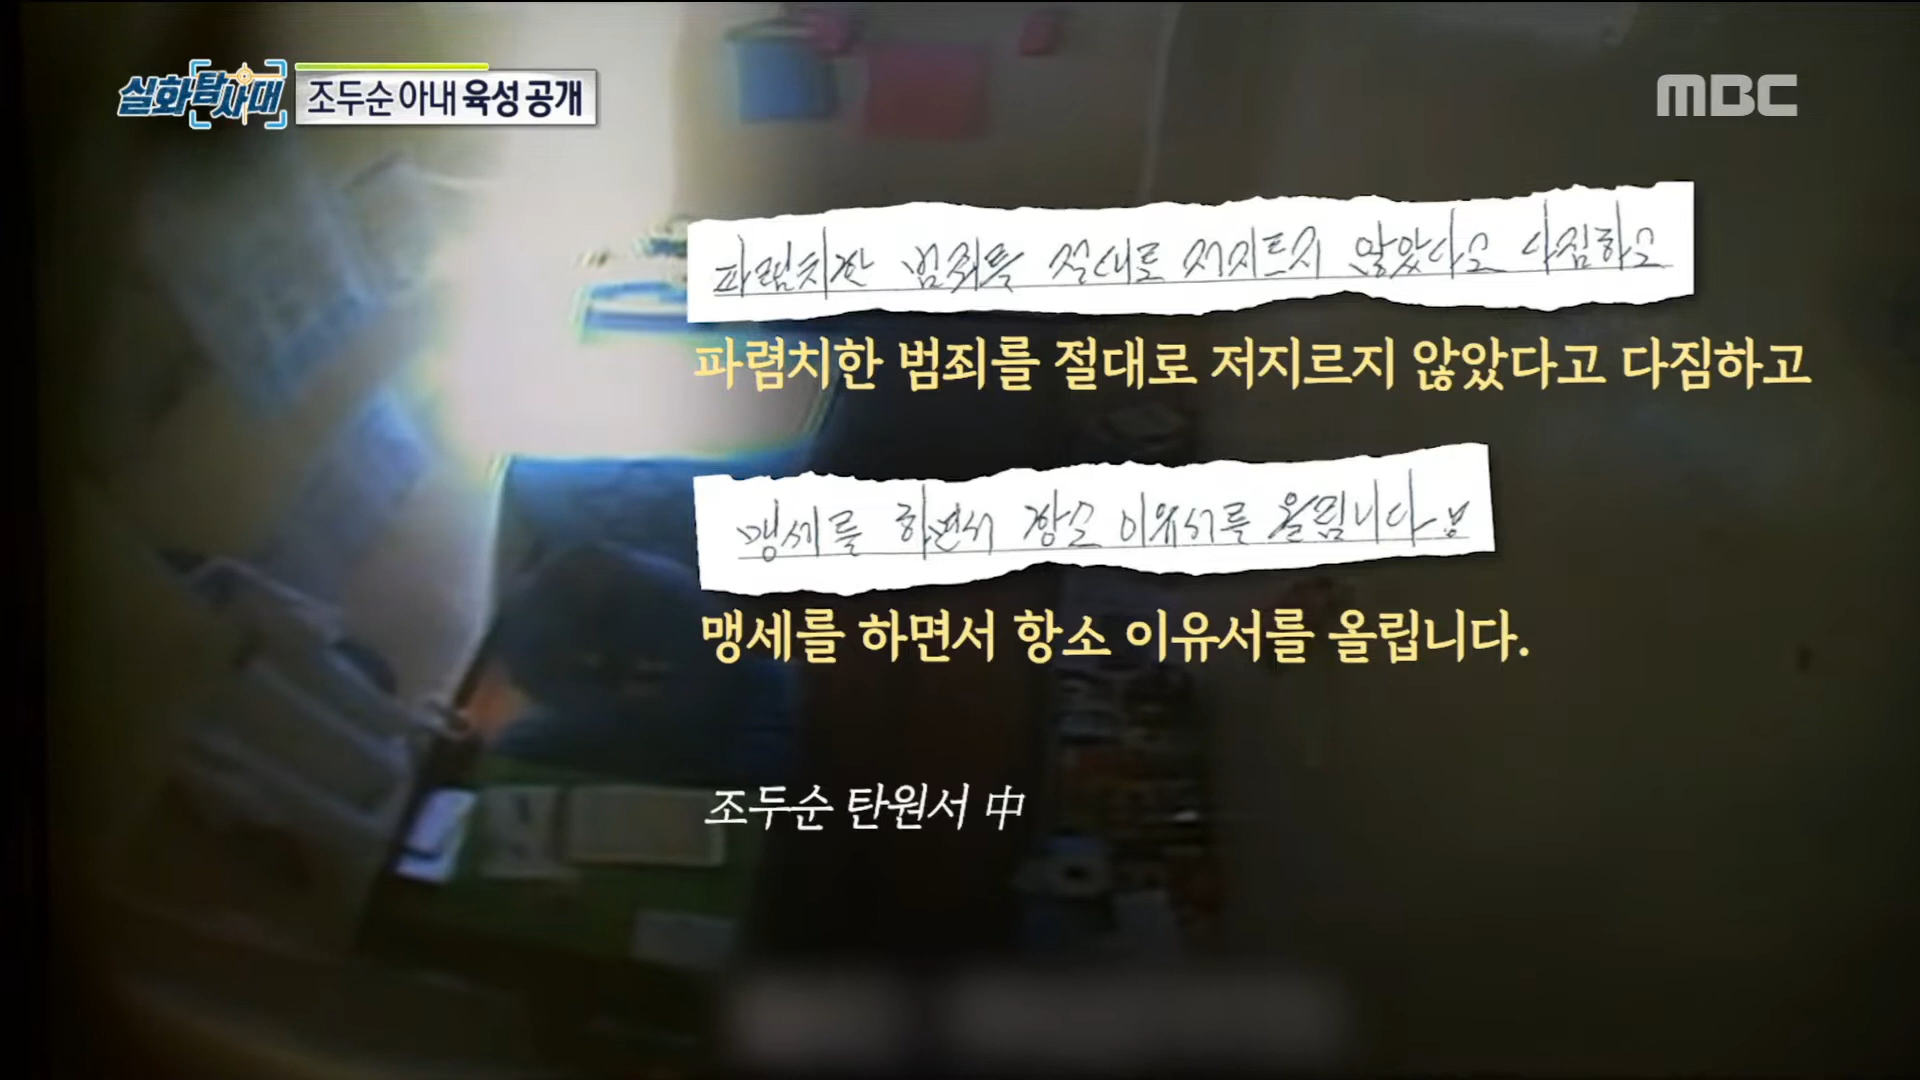 실화탐사대
조두순 아내 육성 공개
MBC
파렴치한 범죄를 절대로 저지르지 않았다고 다짐하고
파렴치한 범죄를 절대로 저지르지 않았다고 다짐하고
맹세를 하면서 항소 이유서를 올립니다.
맹세를 하면서 항소 이유서를 올립니다.
조두순 탄원서 中